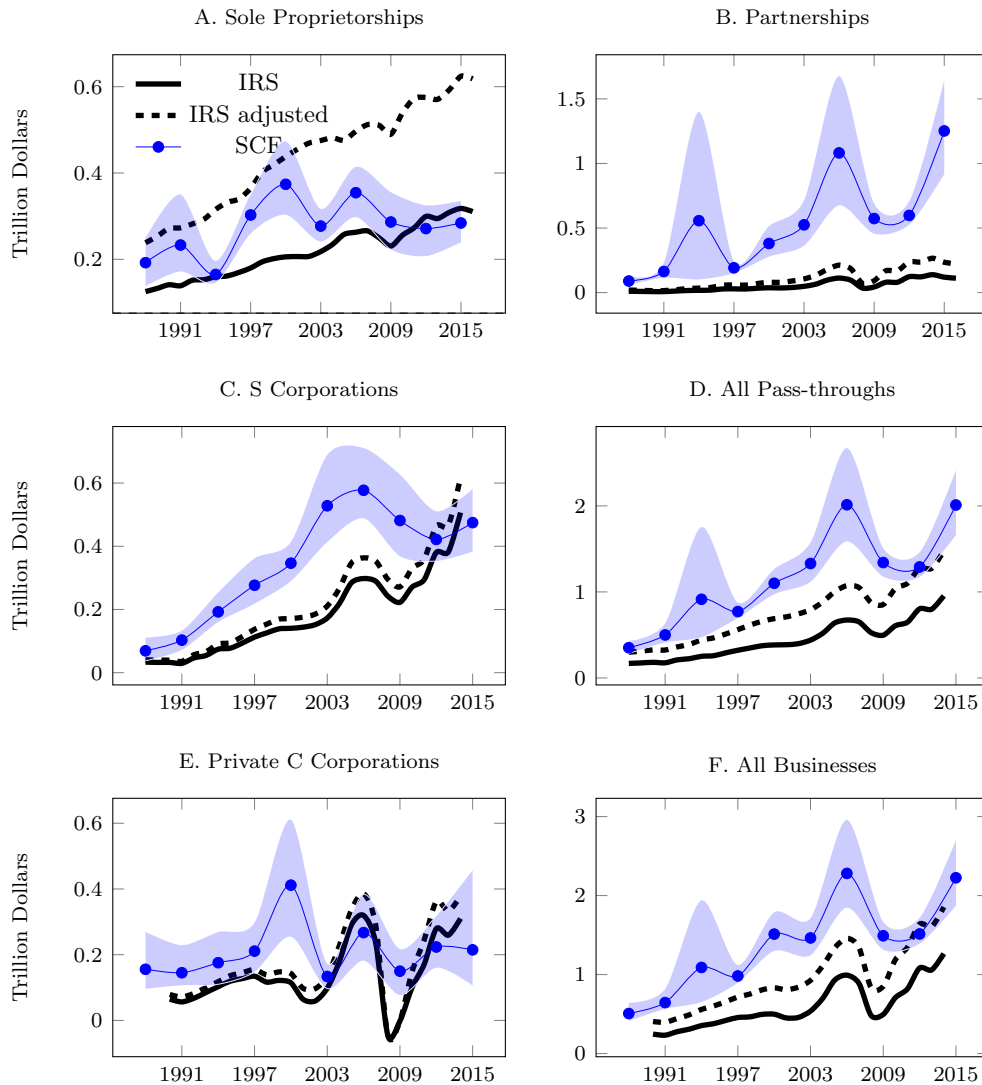 A. Sole Proprietorships
Trillion Dollars
0.6
0.4
0.2
IRS
IRS adjusted
SCF
1991 1997 2003 2009 2015
B. Partnerships
1.5
1
0.5
0
1991 1997 2003 2009 2015
C. S Corporations
Trillion Dollars
0.6
0.4
0.2
0
1991 1997 2003 2009 2015
D. All Pass-throughs
2
1
0
1991 1997 2003 2009 2015
E. Private C Corporations
Trillion Dollars
0.6
0.4
0.2
0
1991 1997 2003 2009 2015
F. All Businesses
3
2
1
0
1991 1997 2003 2009 2015